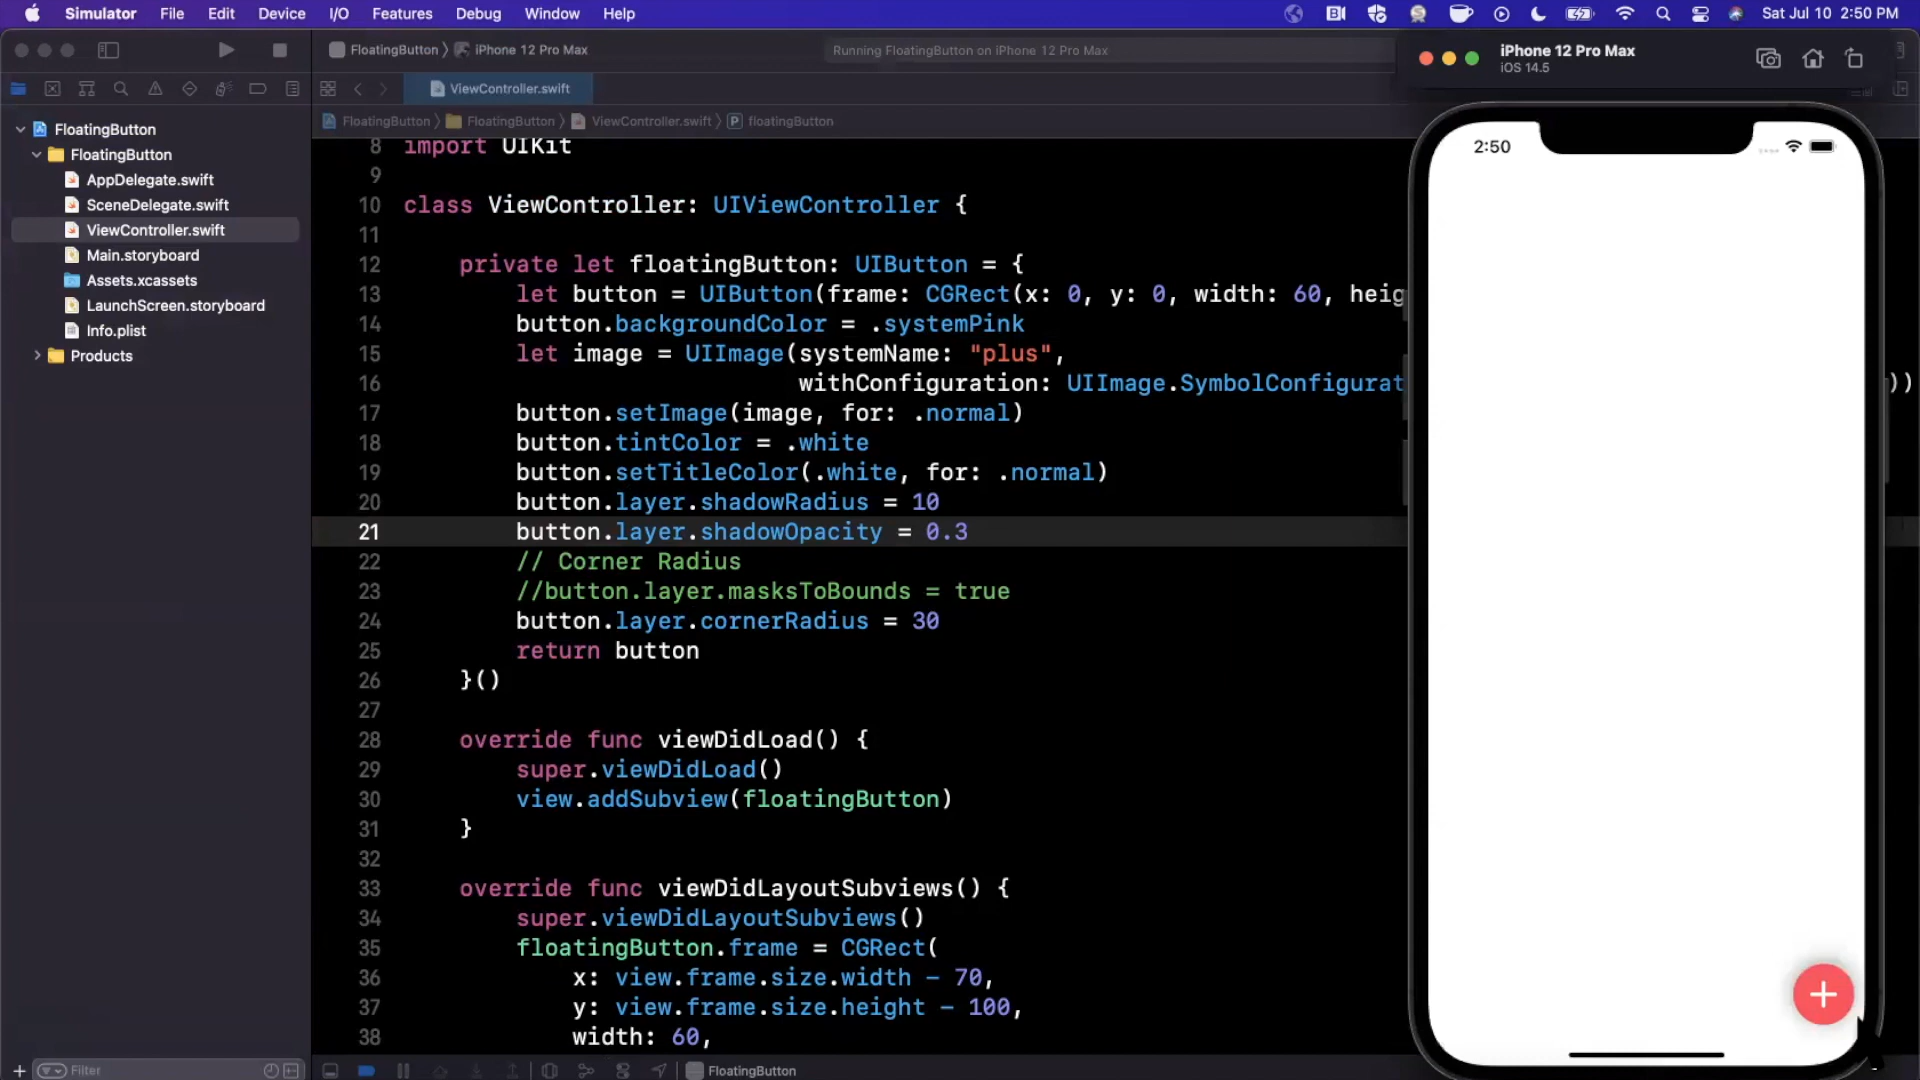 Simulator File Edit Device I/O Features Debug Window Help Sat Jul 10 2:50 PM
FloatingButton iPhone 12 Pro Max Running FloatingButton on iPhone 12 Pro Max
iPhone 12 Pro Max
iOS 14.5
ViewController.swift
FloatingButton FloatingButton ViewController.swift P floatingButton
FloatingButton
FloatingButton
AppDelegate.swift
SceneDelegate.swift
ViewController.swift
Main.storyboard
Assets.xcassets
LaunchScreen.storyboard
Info.plist
Products
Filter
8 import UIKit
9
10 class ViewController: UIViewController {
11
12 private let floatingButton: UIButton = {
13 let button = UIButton(frame: CGRect(x: 0, y: 0, width: 60, heig
14 button.backgroundColor = .systemPink
15 let image = UIImage(systemName: "plus",
16 withConfiguration: UIImage.SymbolConfigurat ))
17 button.setImage(image, for: .normal)
18 button.tintColor = .white
19 button.setTitleColor(.white, for: .normal)
20 button.layer.shadowRadius = 10
21 button.layer.shadowOpacity = 0.3
22 // Corner Radius
23 //button.layer.masksToBounds = true
24 button.layer.cornerRadius = 30
25 return button
26 }()
27
28 override func viewDidLoad() {
29 super.viewDidLoad()
30 view.addSubview(floatingButton)
31 }
32
33 override func viewDidLayoutSubviews() {
34 super.viewDidLayoutSubviews()
35 floatingButton.frame = CGRect(
36 x: view.frame.size.width - 70,
37 y: view.frame.size.height - 100,
38 width: 60,
FloatingButton
2:50